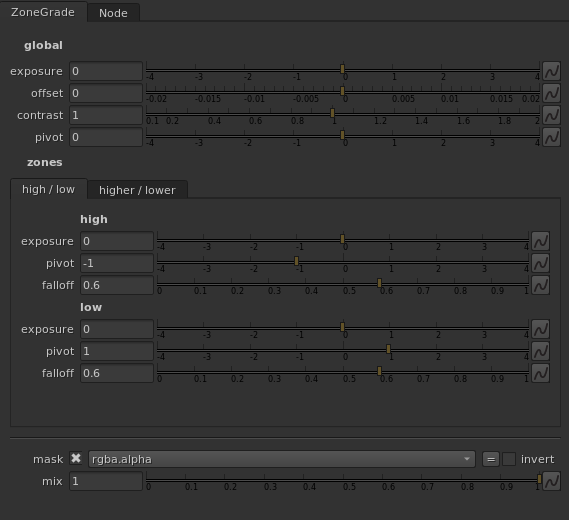 ZoneGrade Node
global
exposure 0 -4 -3 -2 -1 0 1 2 3 4
offset 0 -0.02 -0.015 -0.01 -0.005 0 0.005 0.01 0.015 0.02
contrast 1 0.1 0.2 0.4 0.6 0.8 1 1.2 1.4 1.6 1.8 2
pivot 0 -4 -3 -2 -1 0 1 2 3 4
zones
high / low higher / lower
high
exposure 0 -4 -3 -2 -1 0 1 2 3 4
pivot -1 -4 -3 -2 -1 0 1 2 3 4
falloff 0.6 0 0.1 0.2 0.3 0.4 0.5 0.6 0.7 0.8 0.9 1
low
exposure 0 -4 -3 -2 -1 0 1 2 3 4
pivot 1 -4 -3 -2 -1 0 1 2 3 4
falloff 0.6 0 0.1 0.2 0.3 0.4 0.5 0.6 0.7 0.8 0.9 1
mask rgba.alpha = invert
mix 1 0 0.1 0.2 0.3 0.4 0.5 0.6 0.7 0.8 0.9 1